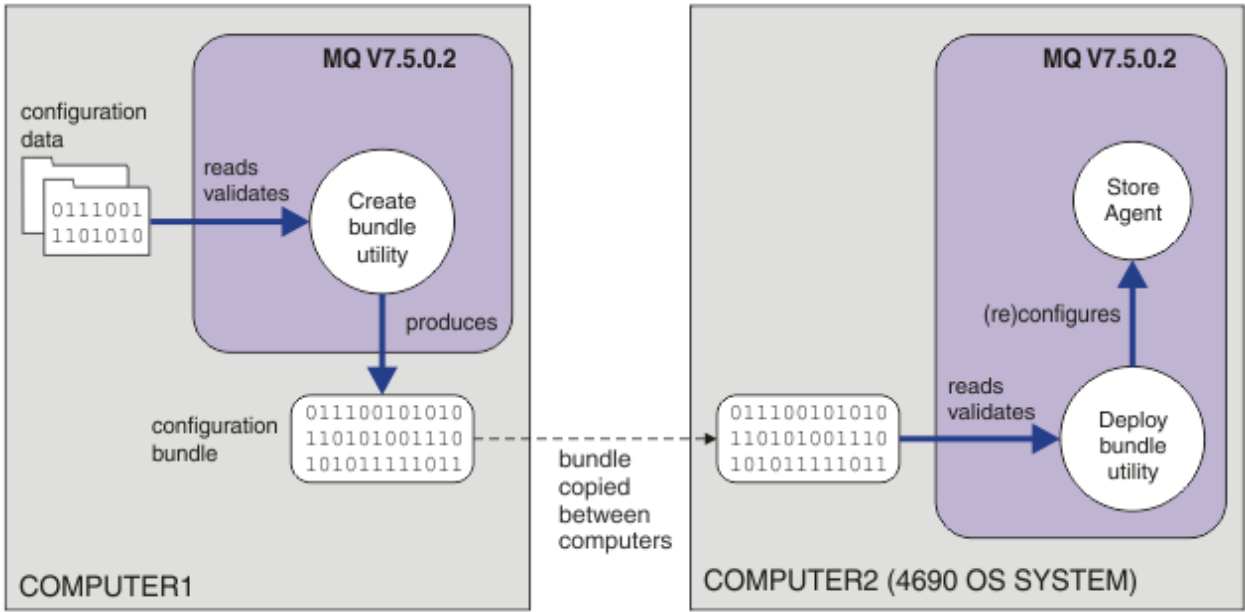 MQ V7.5.0.2
configuration
data
reads
validates
0111001
1101010
Create
bundle
utility
produces
configuration
bundle
011100101010
110101001110
101011111011
COMPUTER1
bundle
copied
between
computers
MQ V7.5.0.2
Store
Agent
(re)configures
reads
validates
011100101010
110101001110
101011111011
Deploy
bundle
utility
COMPUTER2 (4690 OS SYSTEM)